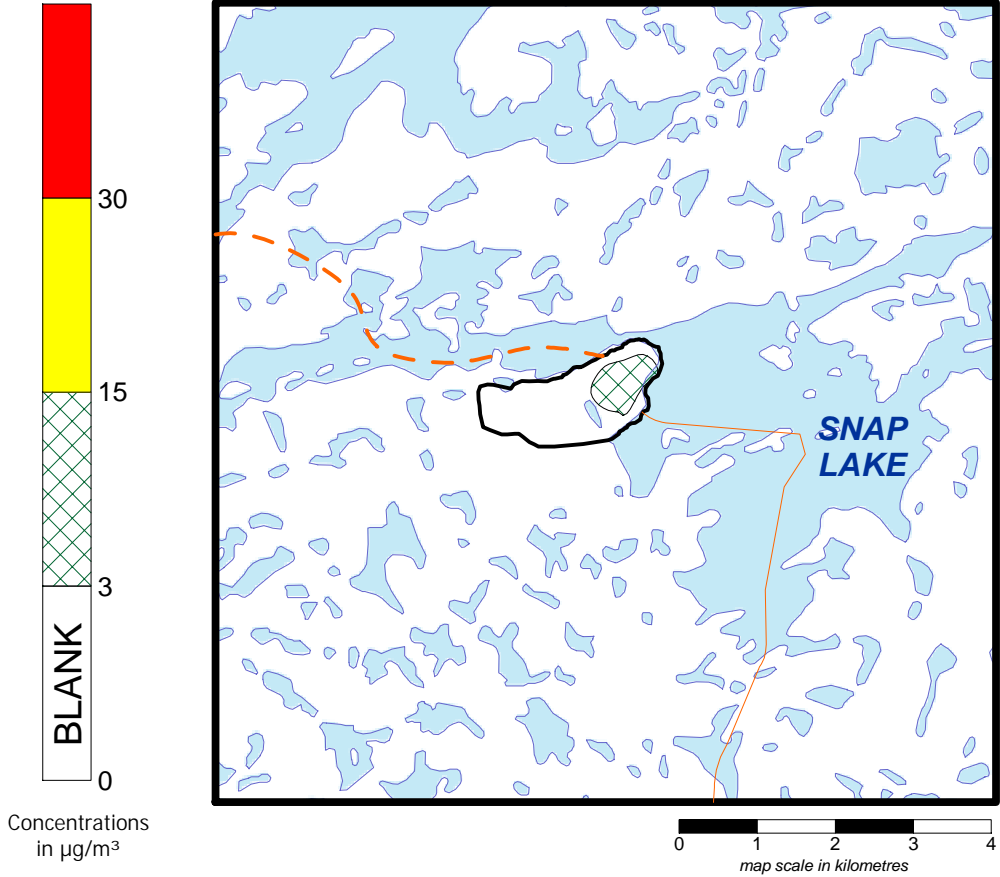 30
15
3
BLANK
0
Concentrations
in µg/m³
SNAP
LAKE
0 1 2 3 4
map scale in kilometres